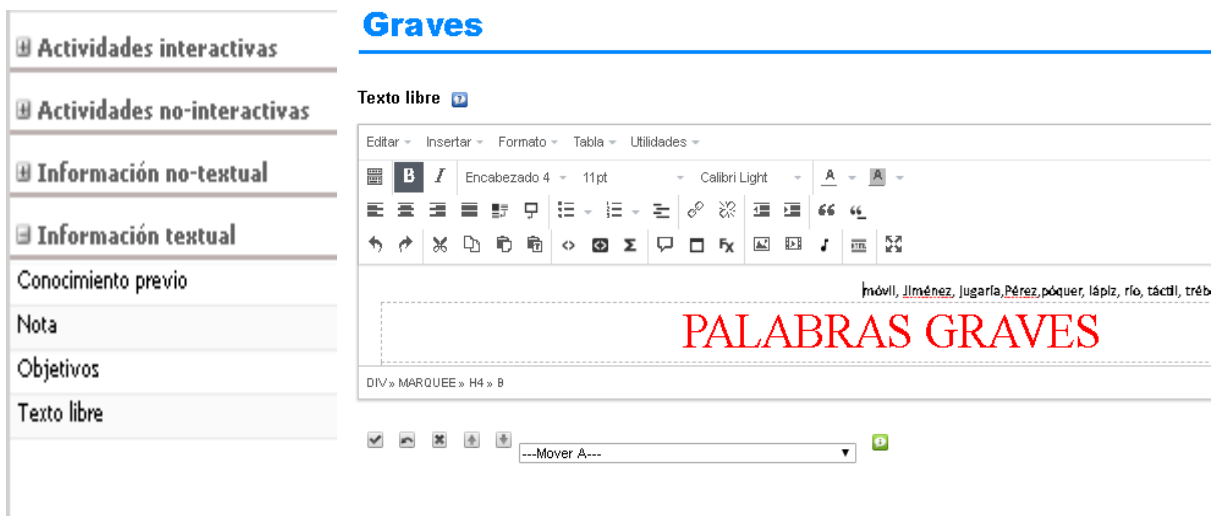 Actividades interactivas
Actividades no-interactivas
Información no-textual
Información textual
Conocimiento previo
Nota
Objetivos
Texto libre
Graves
Texto libre
Editar Insertar Formato Tabla Utilidades
B I Encabezado 4 11pt Calibri Light A A
móvil, Jiménez, jugaría,Pérez,póquer, lápiz, río, táctil,
PALABRAS GRAVES
DIV » MARQUEE » H4 » B
---Mover A---